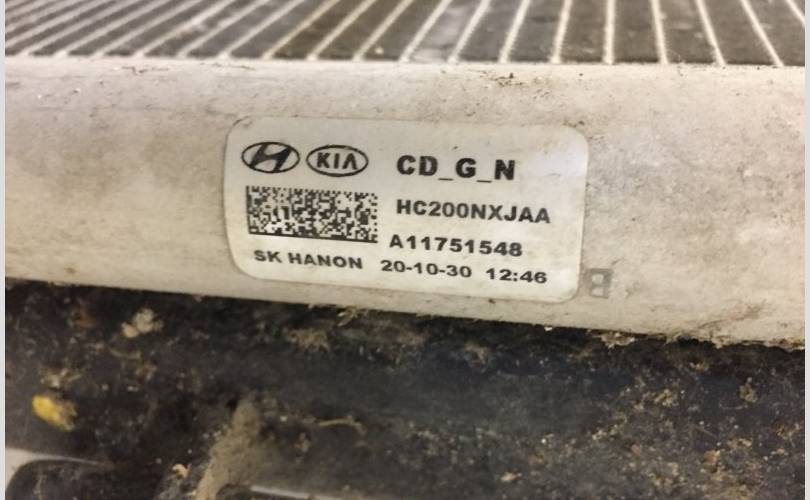 H KIA CD_G_N
HC200NXJAA
A11751548
SK HANON 20-10-30 12:46
B